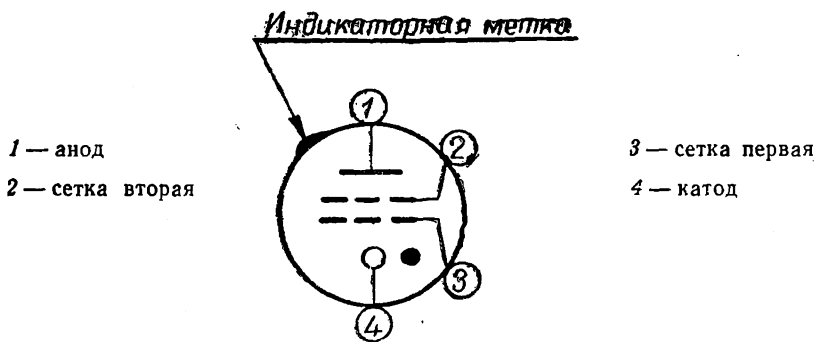 Индикаторная метка
1
1 — анод
2
3 — сетка первая
2 — сетка вторая
4 — катод
3
4